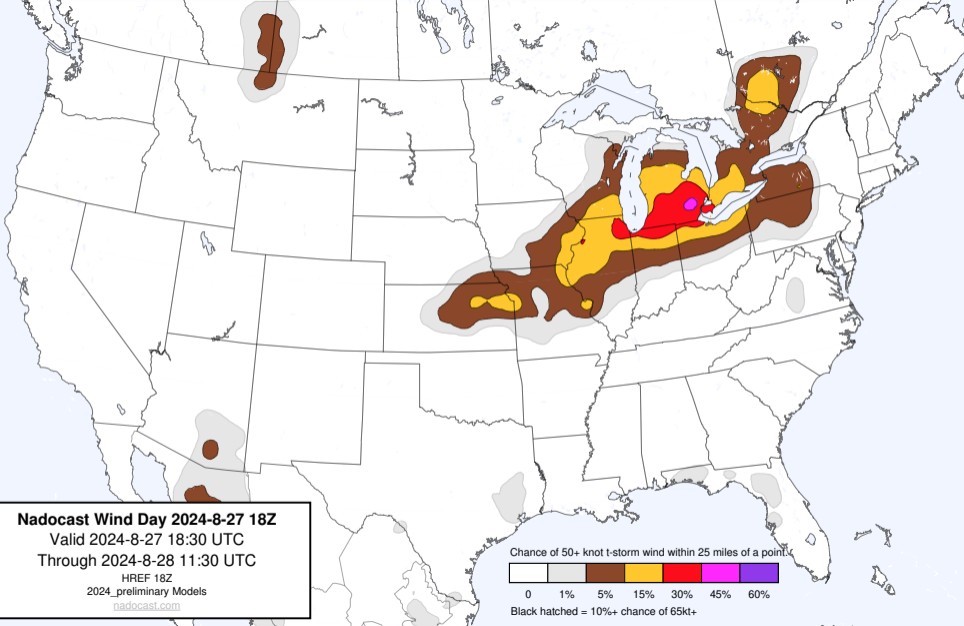 Nadocast Wind Day 2024-8-27 18Z
Valid 2024-8-27 18:30 UTC
Through 2024-8-28 11:30 UTC
HREF 18Z
2024_preliminary Models
nadocast.com
Chance of 50+ knot t-storm wind within 25 miles of a point.
0 1% 5% 15% 30% 45% 60%
Black hatched = 10%+ chance of 65kt+